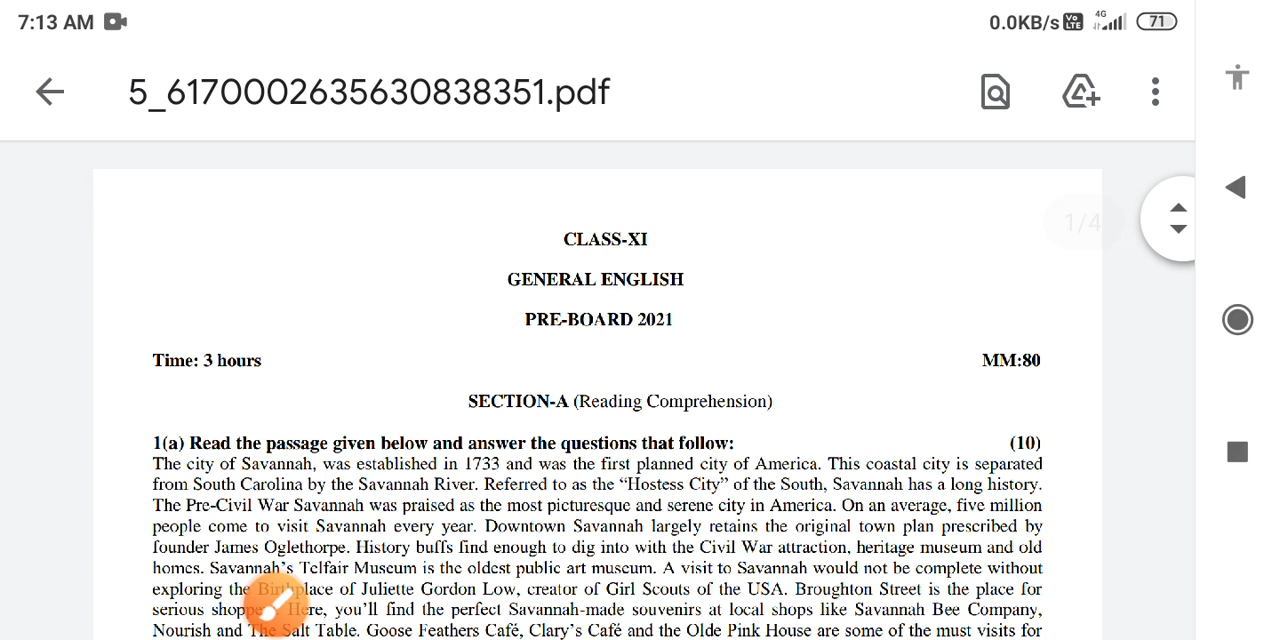 7:13 AM
0.0KB/s Vo LTE 4G 71
5_6170002635630838351.pdf
1/4
CLASS-XI
GENERAL ENGLISH
PRE-BOARD 2021
Time: 3 hours MM:80
SECTION-A (Reading Comprehension)
1(a) Read the passage given below and answer the questions that follow: (10)
The city of Savannah, was established in 1733 and was the first planned city of America. This coastal city is separated
from South Carolina by the Savannah River. Referred to as the “Hostess City” of the South, Savannah has a long history.
The Pre-Civil War Savannah was praised as the most picturesque and serene city in America. On an average, five million
people come to visit Savannah every year. Downtown Savannah largely retains the original town plan prescribed by
founder James Oglethorpe. History buffs find enough to dig into with the Civil War attraction, heritage museum and old
homes. Savannah’s Telfair Museum is the oldest public art museum. A visit to Savannah would not be complete without
exploring the Birthplace of Juliette Gordon Low, creator of Girl Scouts of the USA. Broughton Street is the place for
serious Here, you’ll find the perfect Savannah-made souvenirs at local shops like Savannah Bee Company,
Nourish and The Salt Table. Goose Feathers Café, Clary’s Café and the Olde Pink House are some of the must visits for